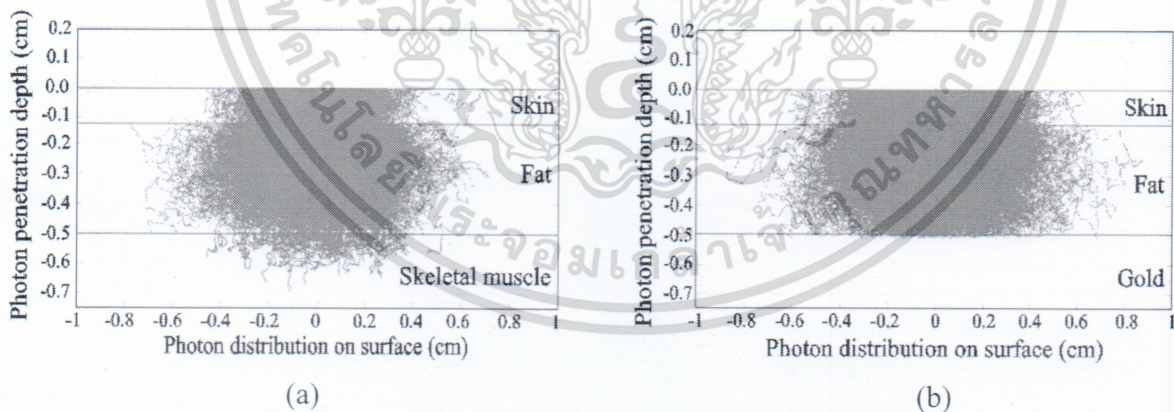 Photon penetration depth (cm)
0.2
0.1
0.0
-0.1
-0.2
-0.3
-0.4
-0.5
-0.6
-0.7
Skin
Fat
Skeletal muscle
-1 -0.8 -0.6 -0.4 -0.2 0 0.2 0.4 0.6 0.8 1
Photon distribution on surface (cm)
(a)
Photon penetration depth (cm)
0.2
0.1
0.0
-0.1
-0.2
-0.3
-0.4
-0.5
-0.6
-0.7
Skin
Fat
Gold
-1 -0.8 -0.6 -0.4 -0.2 0 0.2 0.4 0.6 0.8 1
Photon distribution on surface (cm)
(b)